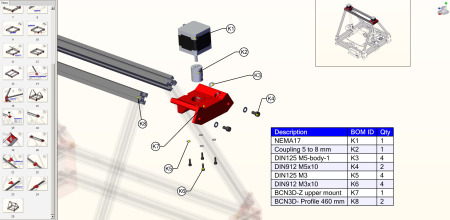 K1
K2
K3
K4
K8
K7
K5
K6
Description BOM ID Qty
NEMA17 K1 1
Coupling 5 to 8 mm K2 1
DIN125 M5-body-1 K3 4
DIN912 M5x10 K4 2
DIN125 M3 K5 4
DIN912 M3x10 K6 4
BCN3D-Z upper mount K7 1
BCN3D- Profile 460 mm K8 2